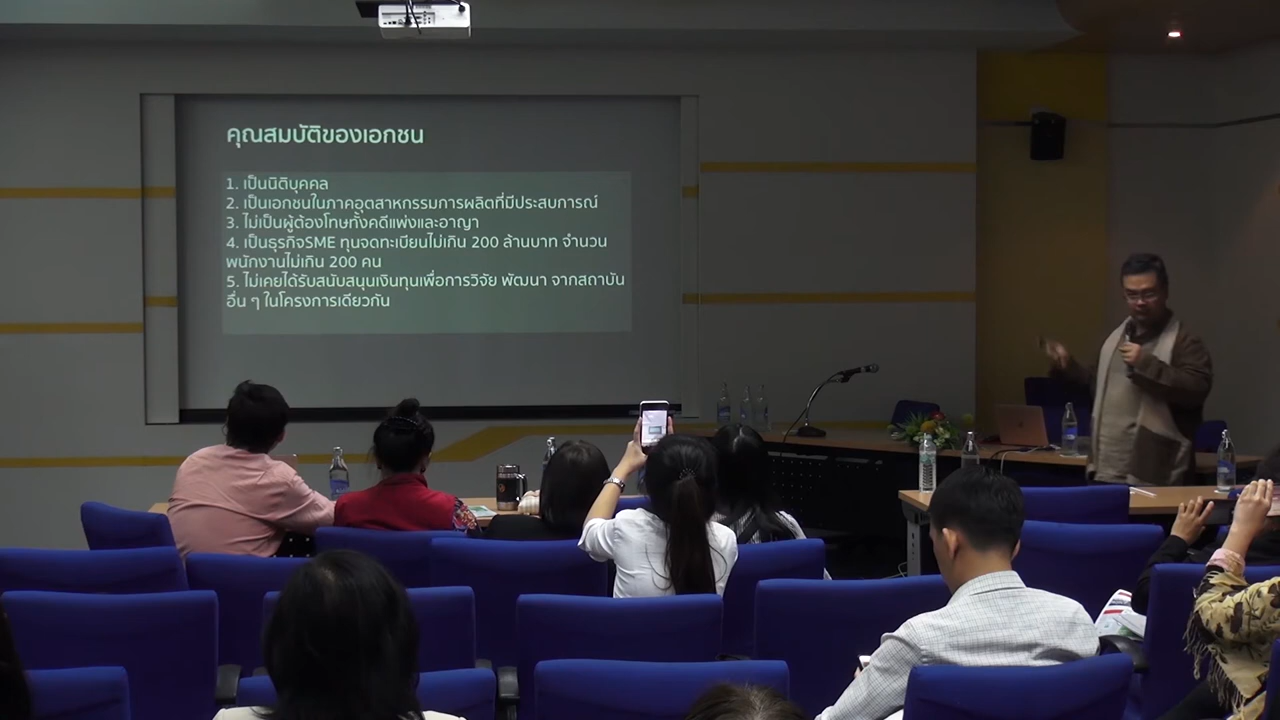 คุณสมบัติของเอกชน
1. เป็นนิติบุคคล
2. เป็นเอกชนในภาคอุตสาหกรรมการผลิตที่มีประสบการณ์
3. ไม่เป็นผู้ต้องโทษทั้งคดีแพ่งและอาญา
4. เป็นธุรกิจSME ทุนจดทะเบียนไม่เกิน 200 ล้านบาท จำนวน
พนักงานไม่เกิน 200 คน
5. ไม่เคยได้รับสนับสนุนเงินทุนเพื่อการวิจัย พัฒนา จากสถาบัน
อื่น ๆ ในโครงการเดียวกัน